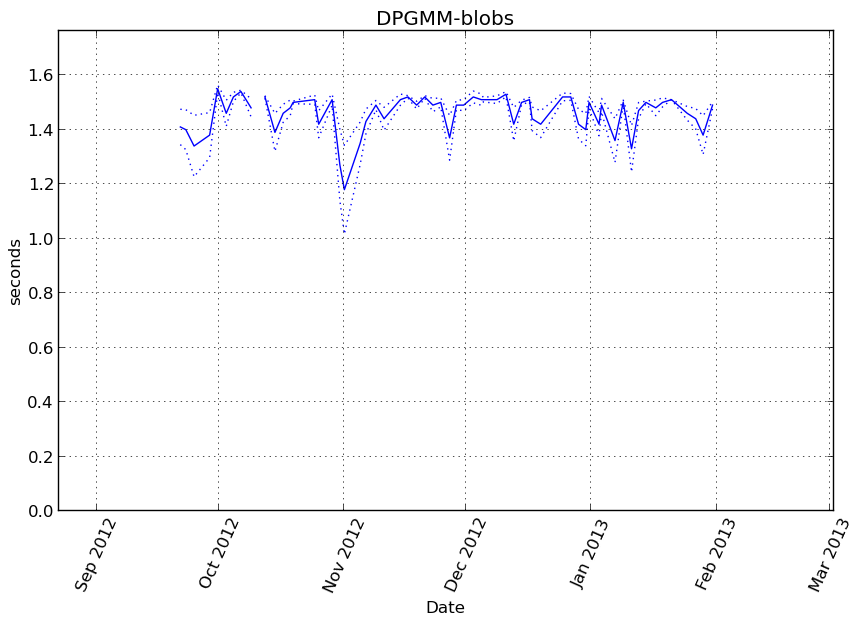 DPGMM-blobs
1.6
1.4
1.2
1.0
0.8
0.6
0.4
0.2
0.0
seconds
Sep 2012
Oct 2012
Nov 2012
Dec 2012
Jan 2013
Feb 2013
Mar 2013
Date